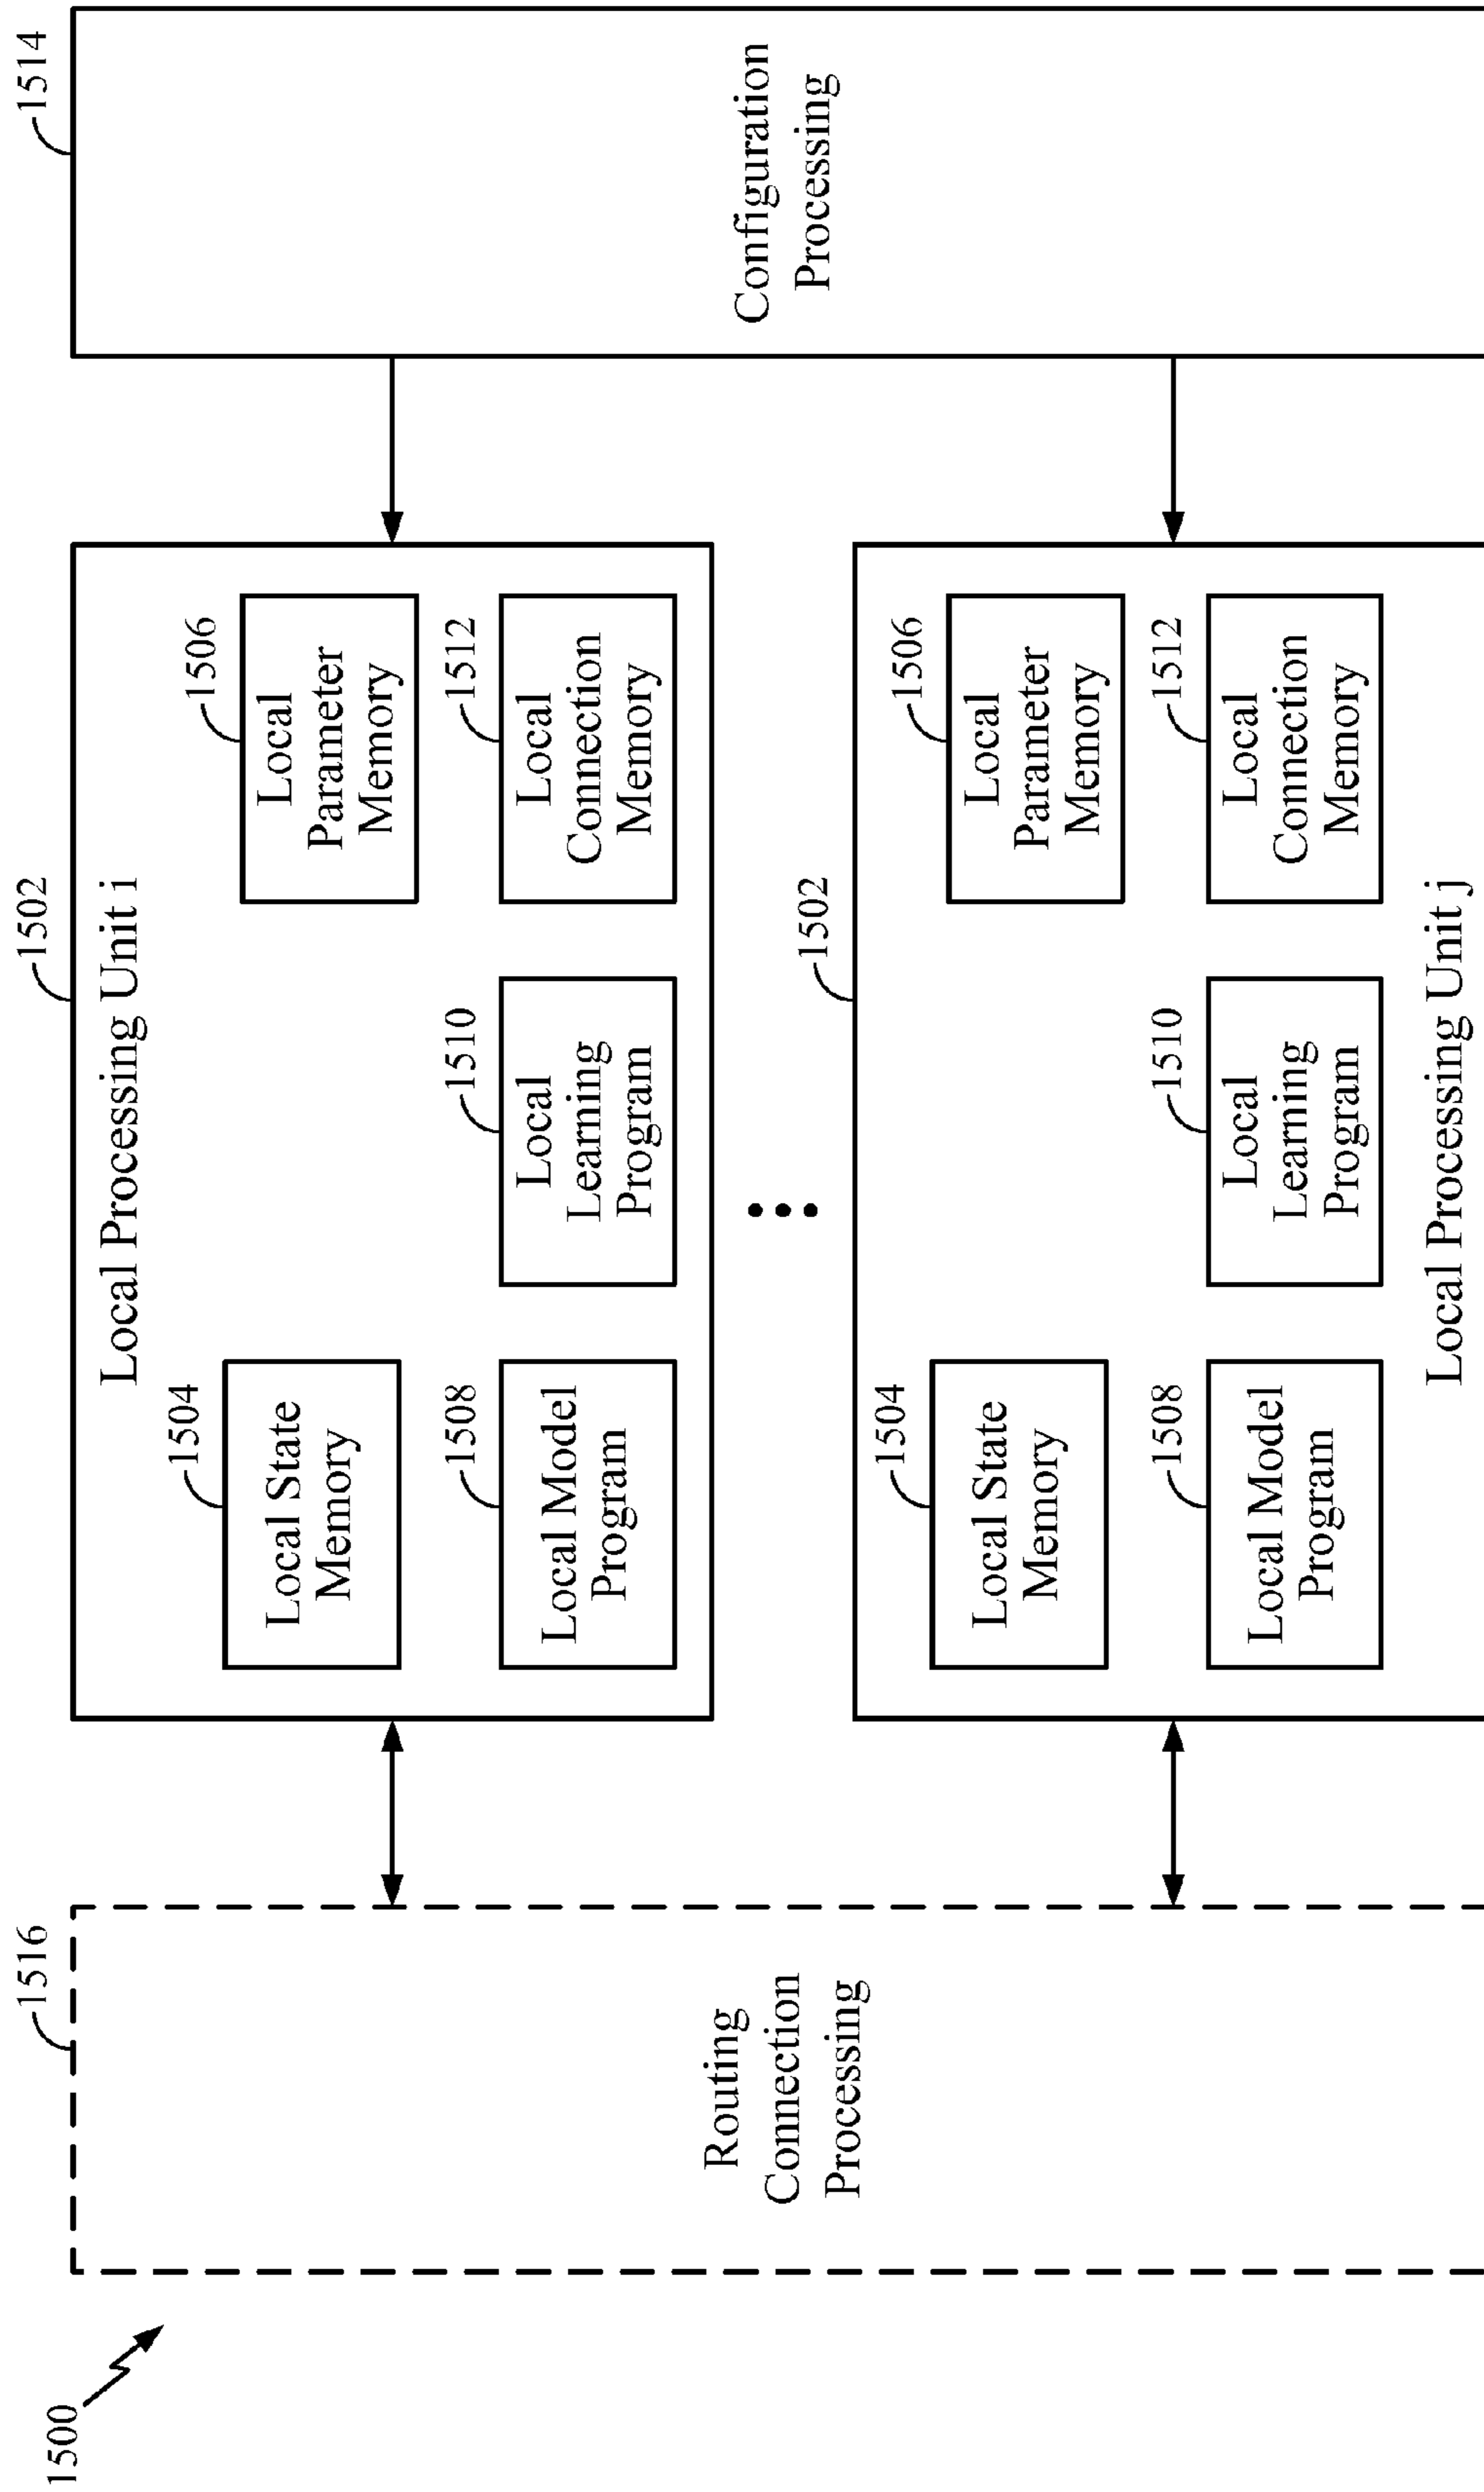 1500
1516
Routing
Connection
Processing
1502
Local Processing Unit i
1504
Local State
Memory
1506
Local
Parameter
Memory
1508
Local Model
Program
1510
Local
Learning
Program
1512
Local
Connection
Memory
1502
1504
Local State
Memory
1506
Local
Parameter
Memory
1508
Local Model
Program
1510
Local
Learning
Program
1512
Local
Connection
Memory
Local Processing Unit j
1514
Configuration
Processing